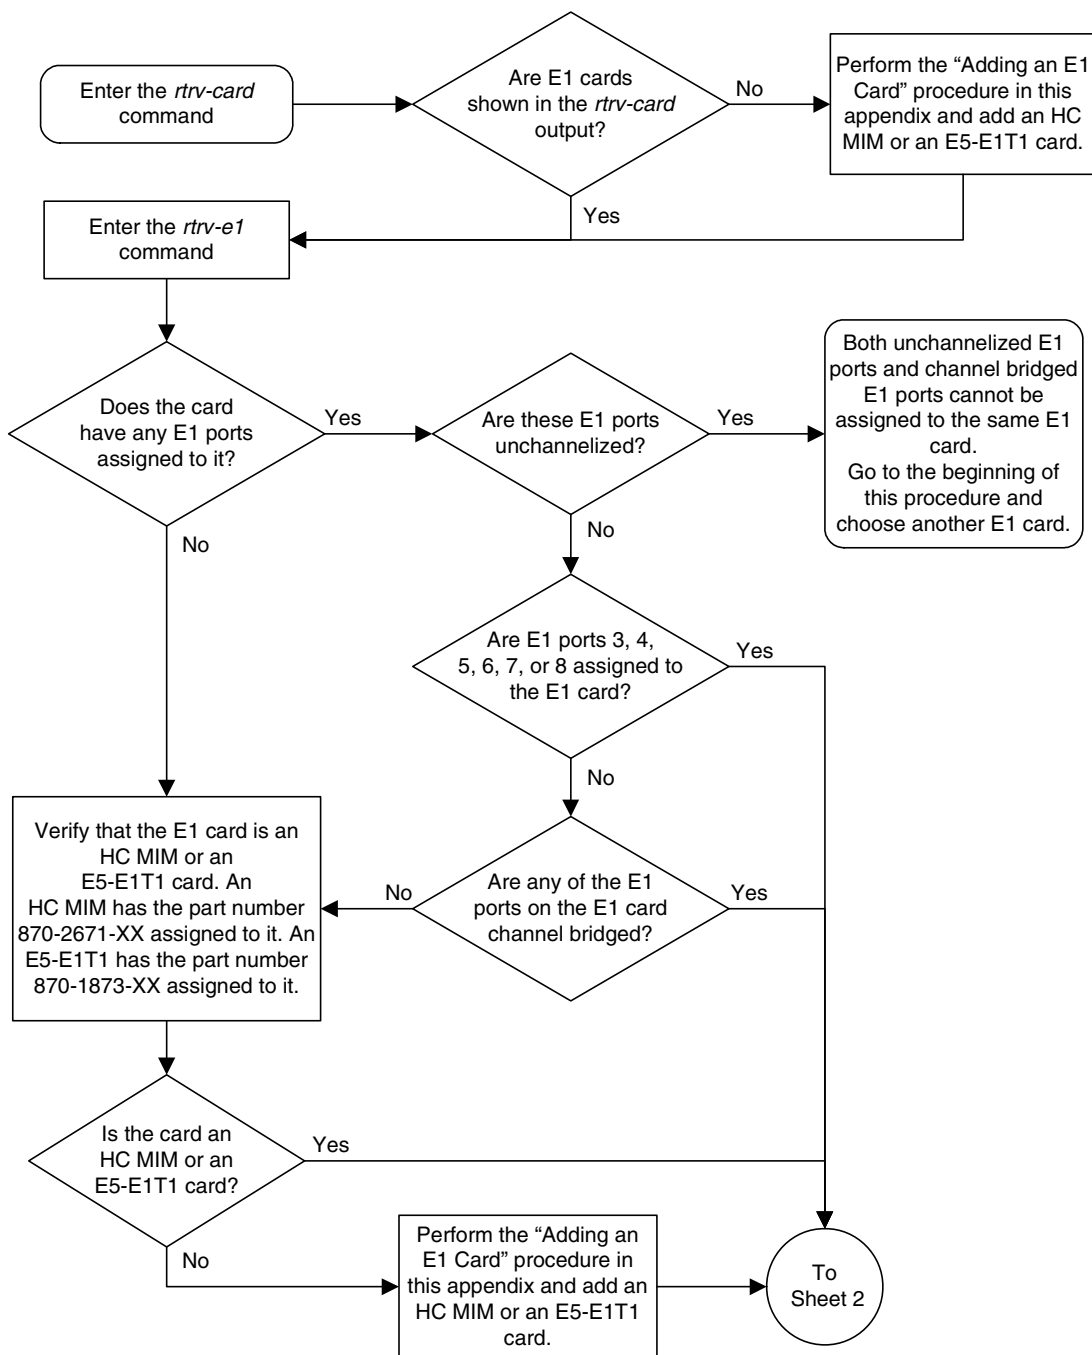 Enter the rtrv-card
command
Are E1 cards
shown in the rtrv-card
output?
No
Perform the “Adding an E1
Card” procedure in this
appendix and add an HC
MIM or an E5-E1T1 card.
Yes
Enter the rtrv-e1
command
Does the card
have any E1 ports
assigned to it?
Yes
Are these E1 ports
unchannelized?
Yes
Both unchannelized E1
ports and channel bridged
E1 ports cannot be
assigned to the same E1
card.
Go to the beginning of
this procedure and
choose another E1 card.
No
No
Are E1 ports 3, 4,
5, 6, 7, or 8 assigned to
the E1 card?
Yes
No
Verify that the E1 card is an
HC MIM or an
E5-E1T1 card. An
HC MIM has the part number
870-2671-XX assigned to it. An
E5-E1T1 has the part number
870-1873-XX assigned to it.
No
Are any of the E1
ports on the E1 card
channel bridged?
Yes
Is the card an
HC MIM or an
E5-E1T1 card?
Yes
No
Perform the “Adding an
E1 Card” procedure in
this appendix and add an
HC MIM or an E5-E1T1
card.
To
Sheet 2